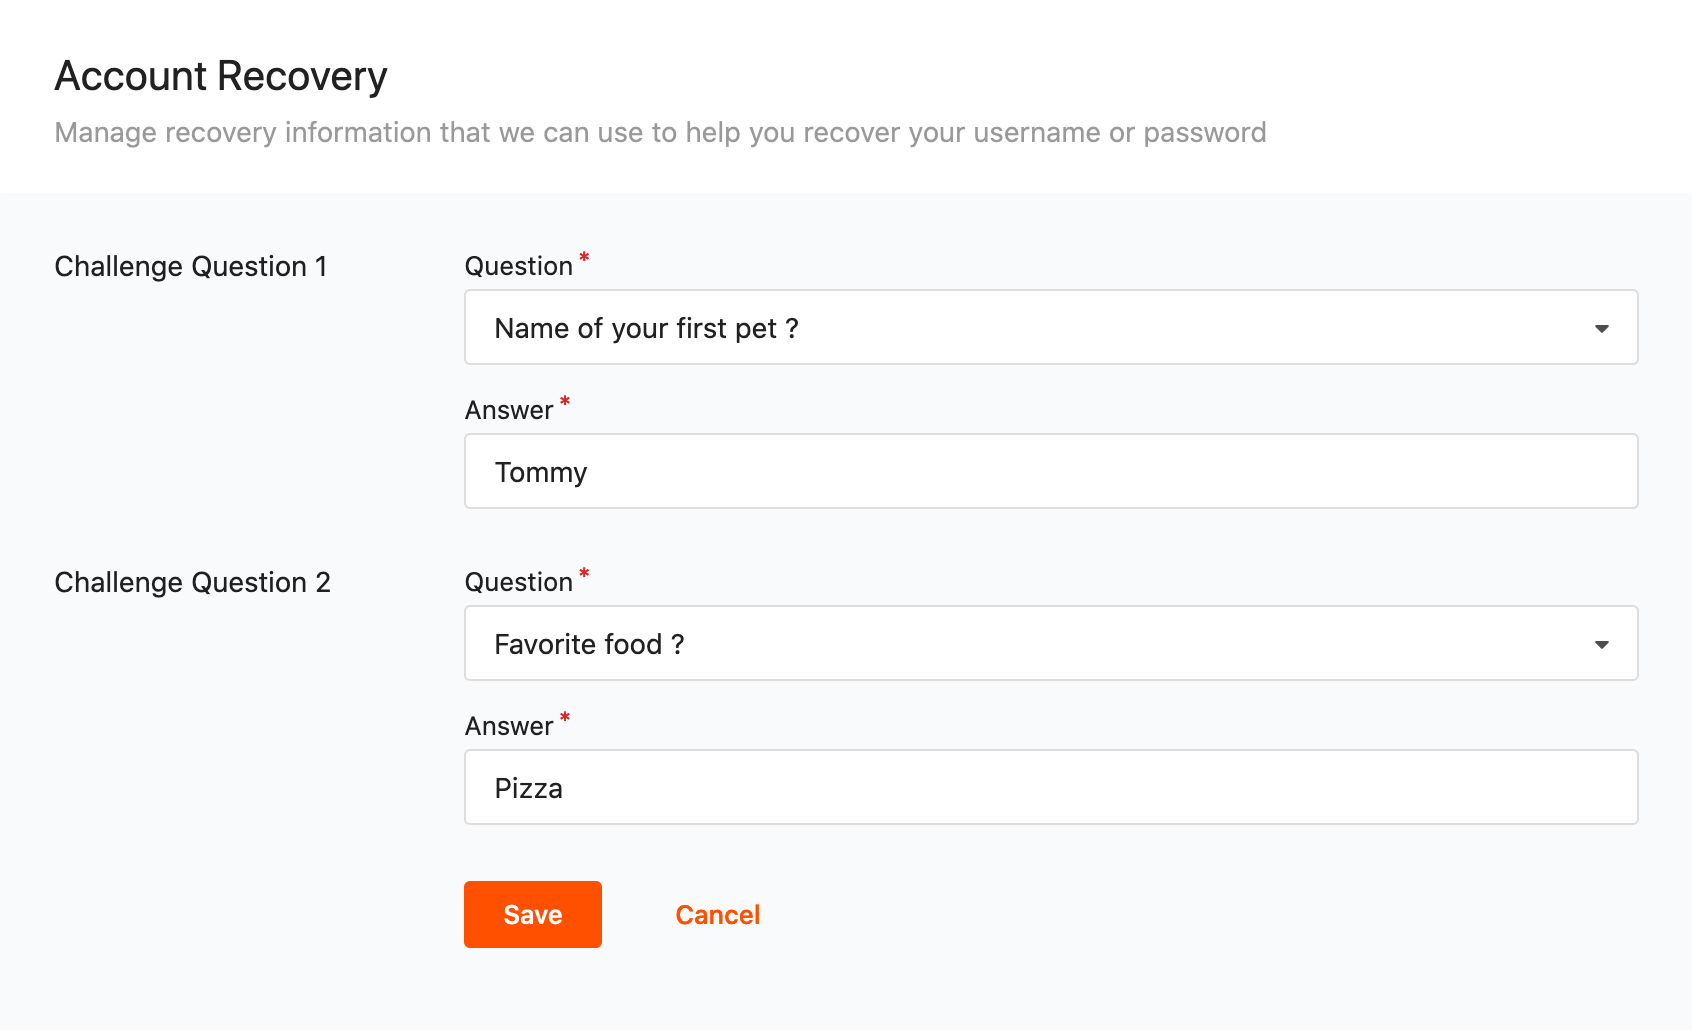 Account Recovery
Manage recovery information that we can use to help you recover your username or password
Challenge Question 1
Question *
Name of your first pet ?
Answer *
Tommy
Challenge Question 2
Question *
Favorite food ?
Answer *
Pizza
Save
Cancel